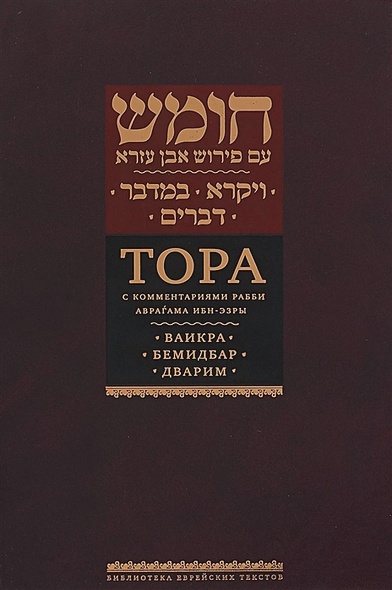 חומש
עם פירוש אבן עזרא
· ויקרא · במדבר ·
· דברים ·
ТОРА
С КОММЕНТАРИЯМИ РАББИ
АВРАЃАМА ИБН-ЭЗРЫ
· ВАИКРА ·
· БЕМИДБАР ·
· ДВАРИМ ·
БИБЛИОТЕКА ЕВРЕЙСКИХ ТЕКСТОВ